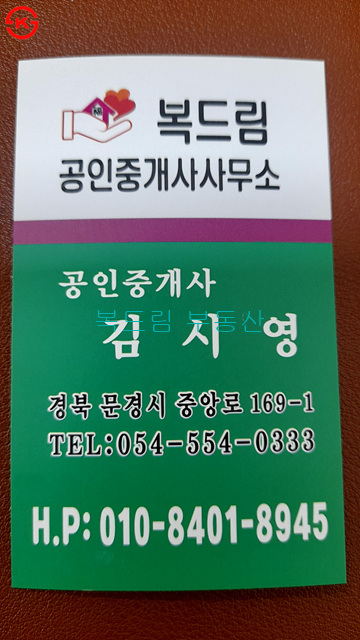 복드림
공인중개사사무소
공인중개사
복드림 부동산
김시영
경북 문경시 중앙로 169-1
TEL:054-554-0333
H.P: 010-8401-8945